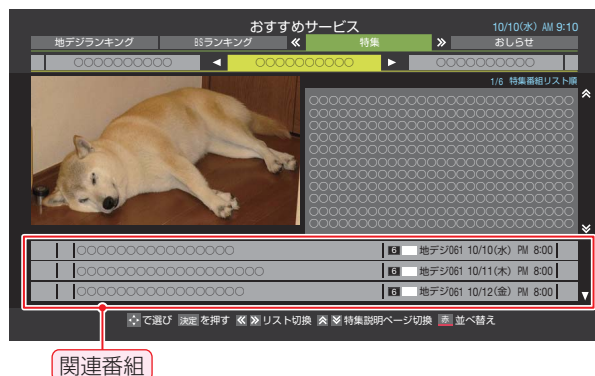 おすすめサービス 10/10(水) AM 9:10
地デジランキング BSランキング 特集 おしらせ
○○○○○○○○○○ ◀ ○○○○○○○○○○ ▶ ○○○○○○○○○○
1/6 特集番組リスト順
○○○○○○○○○○○○○○○○○○○○○○○
○○○○○○○○○○○○○○○○○○○○○○○
○○○○○○○○○○○○○○○○○○○○○○○
○○○○○○○○○○○○○○○○○○○○○○○
○○○○○○○○○○○○○○○○○○○○○○○
○○○○○○○○○○○○○○○○○○○○○○○
○○○○○○○○○○○○○○○○○○○○○○○
○○○○○○○○○○○○○○○○○○○○○○○
○○○○○○○○○○○○○○○○○○○○○○○
○○○○○○○○○○○○○○○○○○○○○○○
○○○○○○○○○○○○○○○○ 6 地デジ061 10/10(水) PM 8:00
○○○○○○○○○○○○○○○○○○○ 6 地デジ061 10/11(木) PM 8:00
○○○○○○○○○○○○○○○○○ 6 地デジ061 10/12(金) PM 8:00
で選び 決定 を押す リスト切換 特集説明ページ切換 赤 並べ替え
関連番組